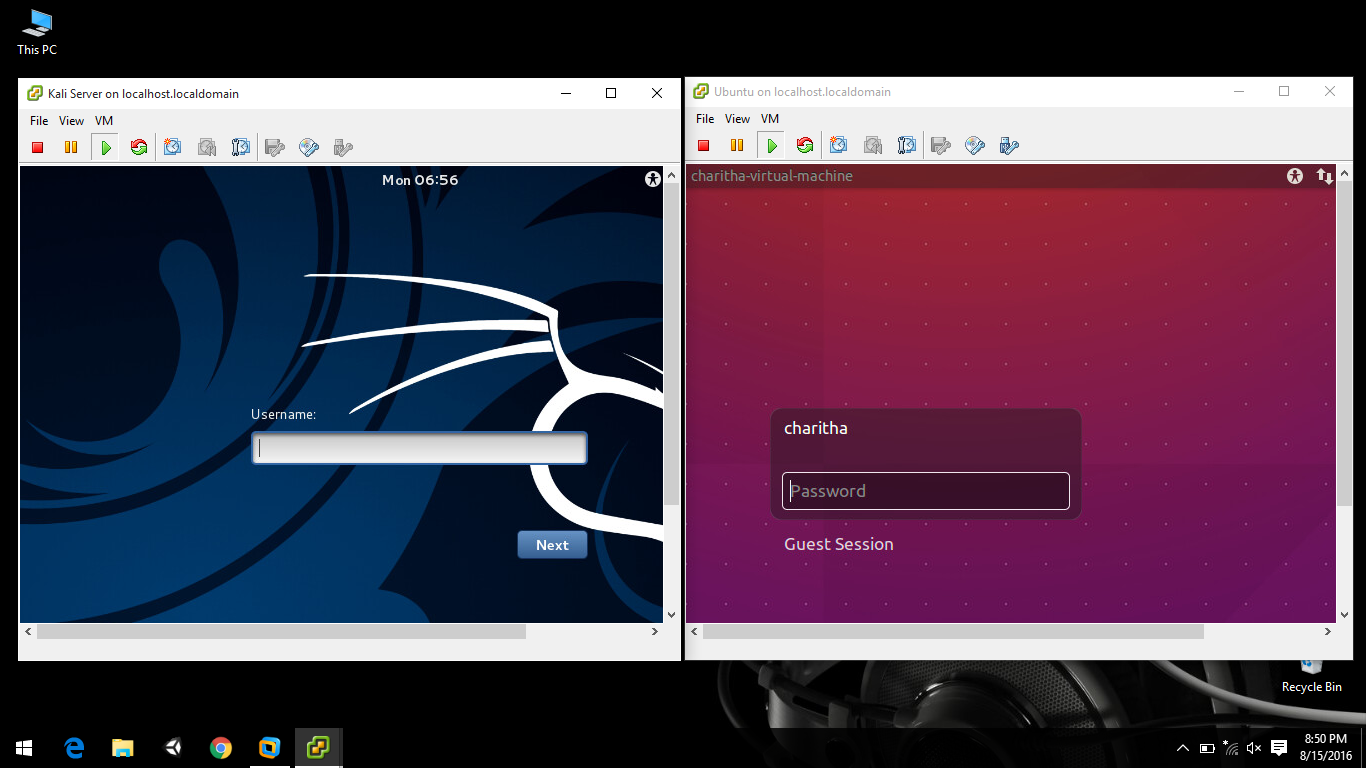 This PC
Kali Server on localhost.localdomain
File View VM
Mon 06:56
Username:
Next
Ubuntu on localhost.localdomain
File View VM
charitha-virtual-machine
charitha
Password
Guest Session
Recycle Bin
8:50 PM
8/15/2016